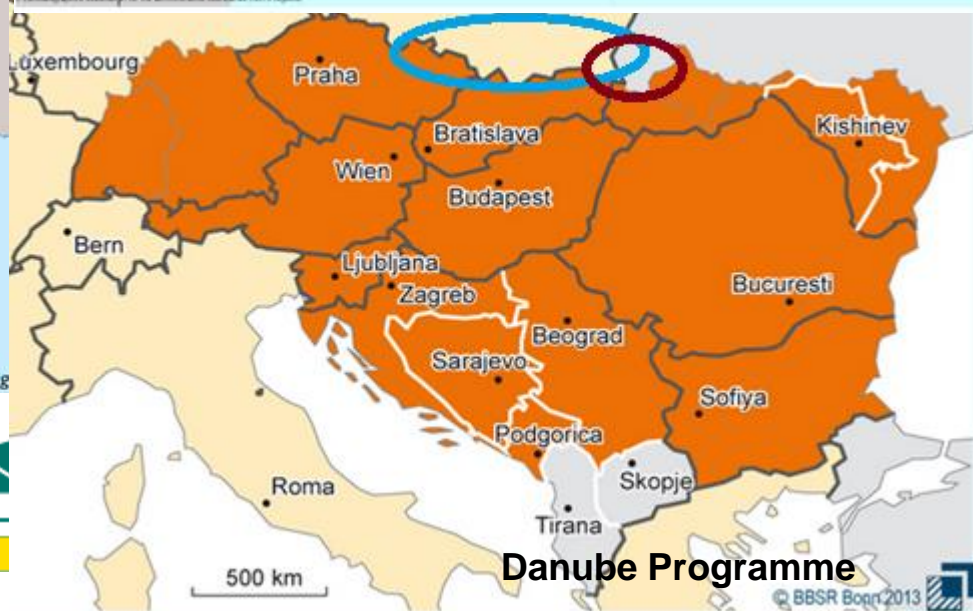 Luxembourg
Praha
Kishinev
Bratislava
Wien
Budapest
Bern
Ljubljana
Zagreb
Bucuresti
Beograd
Sarajevo
Sofiya
Podgorica
Roma
Skopje
Tirana
500 km
Danube Programme
© BBSR Bonn 2013